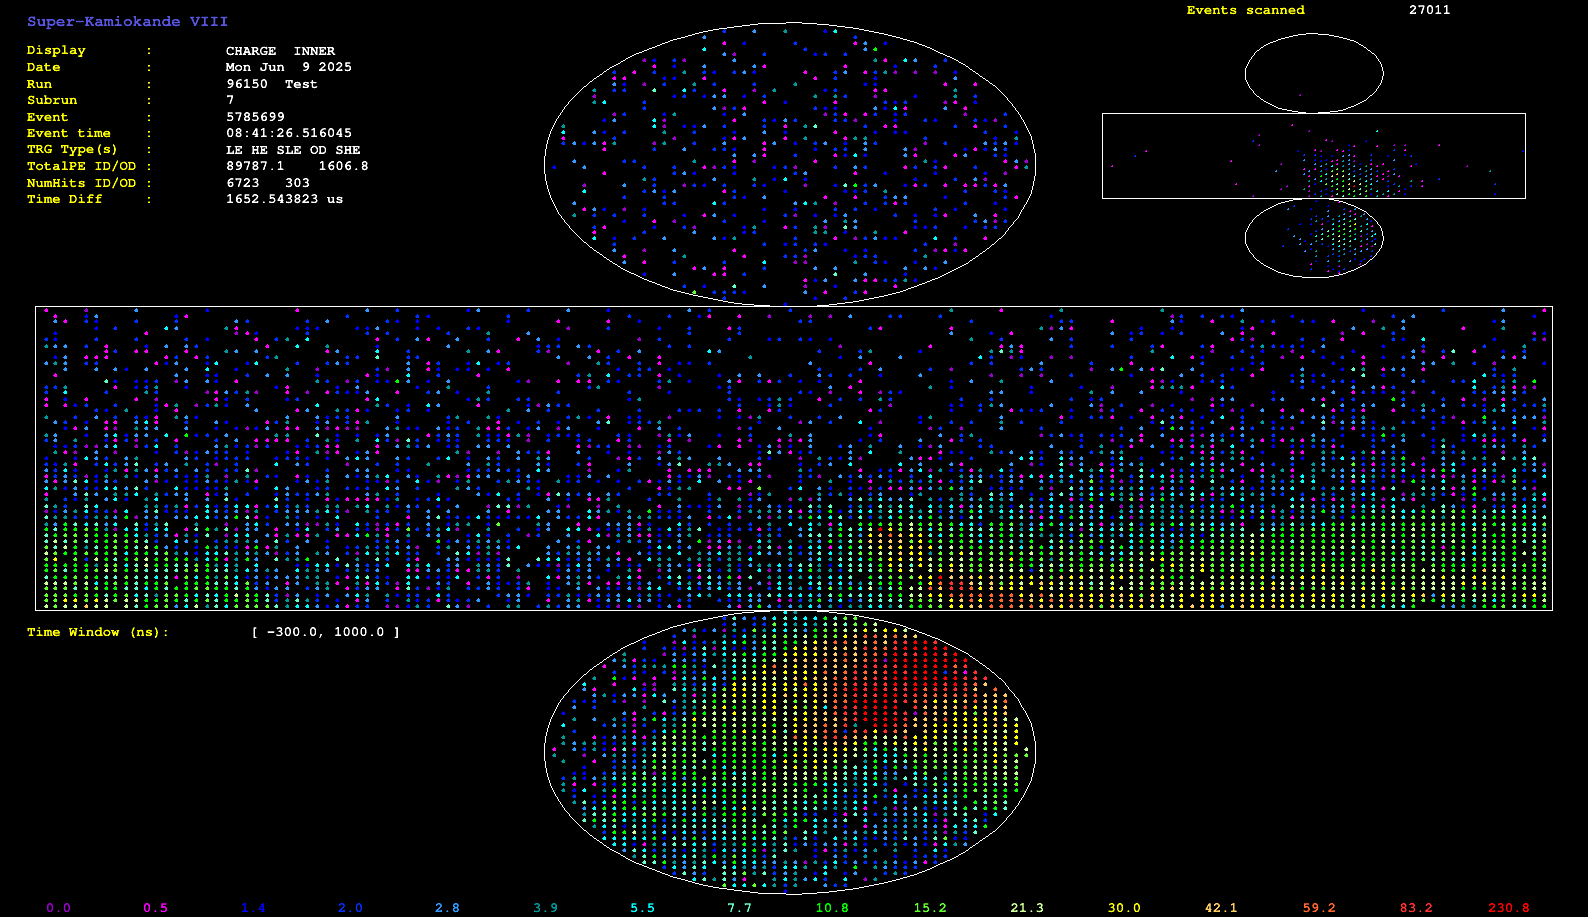 Super-Kamiokande VIII
Display : CHARGE INNER
Date : Mon Jun 9 2025
Run : 96150 Test
Subrun : 7
Event : 5785699
Event time : 08:41:26.516045
TRG Type(s) : LE HE SLE OD SHE
TotalPE ID/OD : 89787.1 1606.8
NumHits ID/OD : 6723 303
Time Diff : 1652.543823 us
Events scanned 27011
Time Window (ns): [ -300.0, 1000.0 ]
0.0 0.5 1.4 2.0 2.8 3.9 5.5 7.7 10.8 15.2 21.3 30.0 42.1 59.2 83.2 230.8